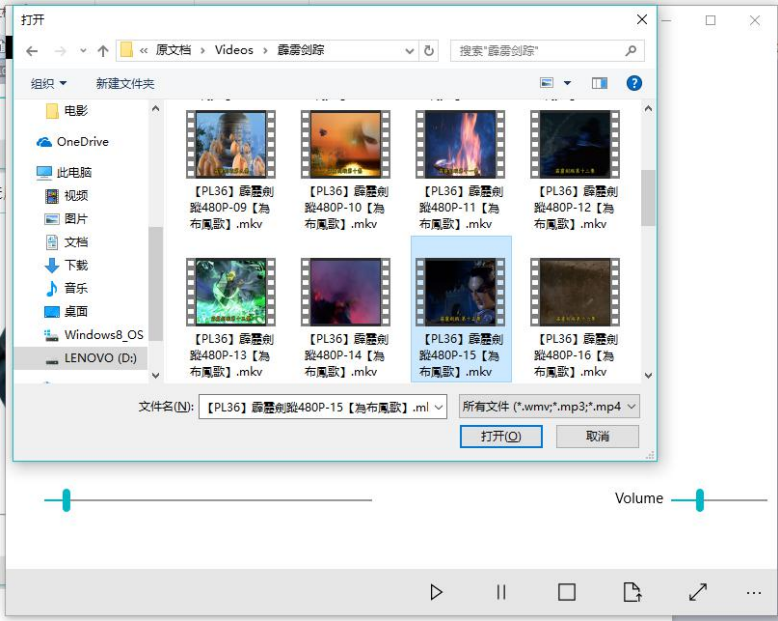 打开
« 原文档 › Videos › 霹雳剑踪
搜索"霹雳剑踪"
组织 新建文件夹
电影
OneDrive
此电脑
视频
图片
文档
下载
音乐
桌面
Windows8_OS
LENOVO (D:)
【PL36】霹靂劍
蹤480P-09【為
布鳳歌】.mkv
【PL36】霹靂劍
蹤480P-10【為
布鳳歌】.mkv
【PL36】霹靂劍
蹤480P-11【為
布鳳歌】.mkv
【PL36】霹靂劍
蹤480P-12【為
布鳳歌】.mkv
【PL36】霹靂劍
蹤480P-13【為
布鳳歌】.mkv
【PL36】霹靂劍
蹤480P-14【為
布鳳歌】.mkv
【PL36】霹靂劍
蹤480P-15【為
布鳳歌】.mkv
【PL36】霹靂劍
蹤480P-16【為
布鳳歌】.mkv
文件名(N): 【PL36】霹靂劍蹤480P-15【為布鳳歌】.ml
所有文件 (*.wmv;*.mp3;*.mp4
打开(O)
取消
Volume